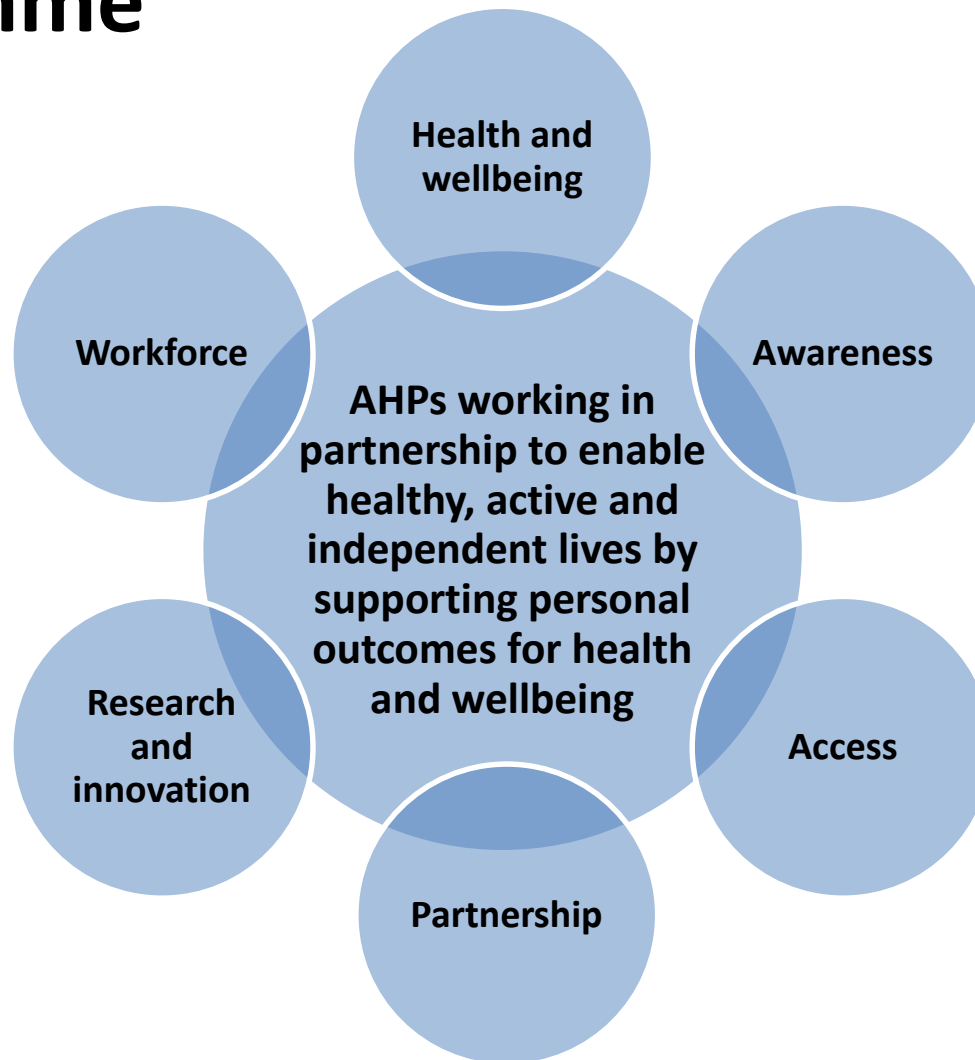 Health and
wellbeing
Awareness
Workforce
AHPs working in
partnership to enable
healthy, active and
independent lives by
supporting personal
outcomes for health
and wellbeing
Access
Research
and
innovation
Partnership